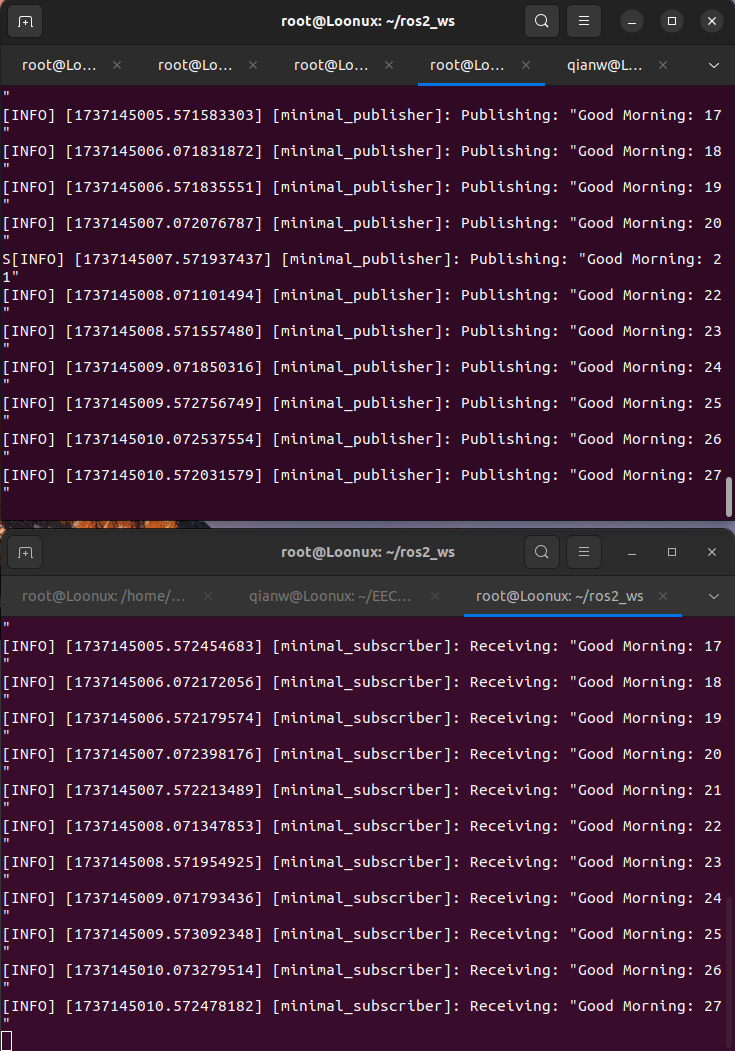 root@Loonux: ~/ros2_ws
root@Lo... root@Lo... root@Lo... root@Lo... qianw@L...
"
[INFO] [1737145005.571583303] [minimal_publisher]: Publishing: "Good Morning: 17
"
[INFO] [1737145006.071831872] [minimal_publisher]: Publishing: "Good Morning: 18
"
[INFO] [1737145006.571835551] [minimal_publisher]: Publishing: "Good Morning: 19
"
[INFO] [1737145007.072076787] [minimal_publisher]: Publishing: "Good Morning: 20
"
S[INFO] [1737145007.571937437] [minimal_publisher]: Publishing: "Good Morning: 2
1"
[INFO] [1737145008.071101494] [minimal_publisher]: Publishing: "Good Morning: 22
"
[INFO] [1737145008.571557480] [minimal_publisher]: Publishing: "Good Morning: 23
"
[INFO] [1737145009.071850316] [minimal_publisher]: Publishing: "Good Morning: 24
"
[INFO] [1737145009.572756749] [minimal_publisher]: Publishing: "Good Morning: 25
"
[INFO] [1737145010.072537554] [minimal_publisher]: Publishing: "Good Morning: 26
"
[INFO] [1737145010.572031579] [minimal_publisher]: Publishing: "Good Morning: 27
"
root@Loonux: ~/ros2_ws
root@Loonux: /home/... qianw@Loonux: ~/EEC... root@Loonux: ~/ros2_ws
"
[INFO] [1737145005.572454683] [minimal_subscriber]: Receiving: "Good Morning: 17
"
[INFO] [1737145006.072172056] [minimal_subscriber]: Receiving: "Good Morning: 18
"
[INFO] [1737145006.572179574] [minimal_subscriber]: Receiving: "Good Morning: 19
"
[INFO] [1737145007.072398176] [minimal_subscriber]: Receiving: "Good Morning: 20
"
[INFO] [1737145007.572213489] [minimal_subscriber]: Receiving: "Good Morning: 21
"
[INFO] [1737145008.071347853] [minimal_subscriber]: Receiving: "Good Morning: 22
"
[INFO] [1737145008.571954925] [minimal_subscriber]: Receiving: "Good Morning: 23
"
[INFO] [1737145009.071793436] [minimal_subscriber]: Receiving: "Good Morning: 24
"
[INFO] [1737145009.573092348] [minimal_subscriber]: Receiving: "Good Morning: 25
"
[INFO] [1737145010.073279514] [minimal_subscriber]: Receiving: "Good Morning: 26
"
[INFO] [1737145010.572478182] [minimal_subscriber]: Receiving: "Good Morning: 27
"